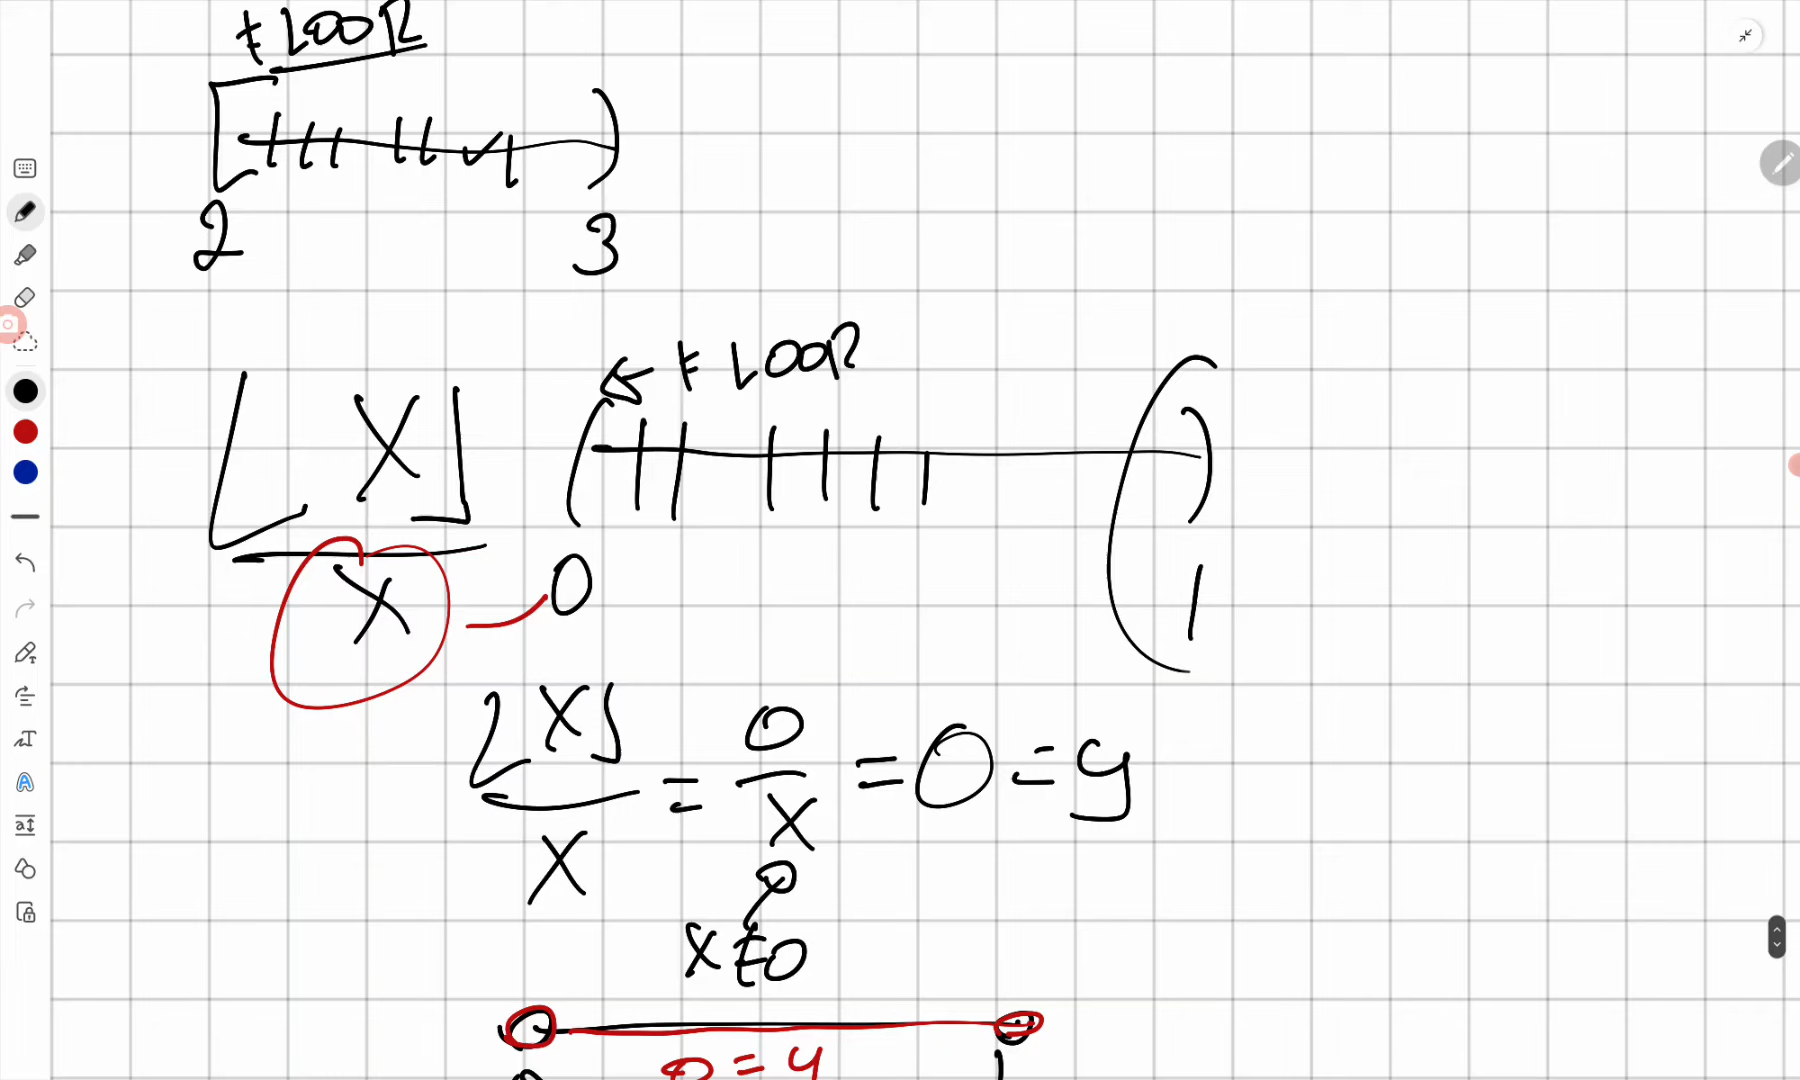 FLOOR
2 3
← FLOOR
⌊X⌋
X
0 1
⌊X⌋/X = 0/X = 0 = y
X ≠ 0
0 = y